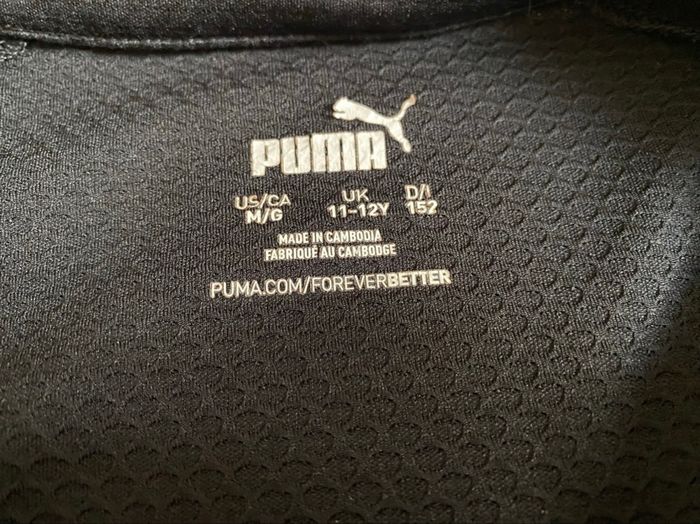 PUMA
US/CA UK D/I
M/G 11-12Y 152
MADE IN CAMBODIA
FABRIQUÉ AU CAMBODGE
PUMA.COM/FOREVERBETTER